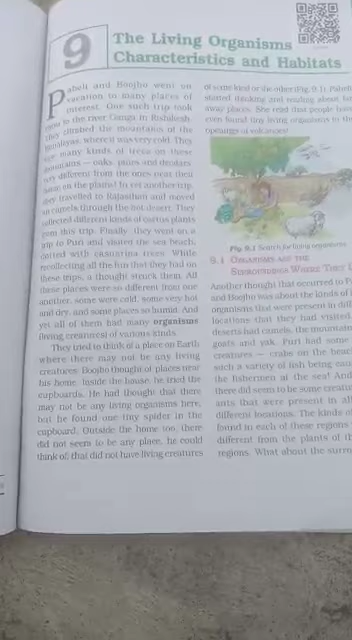 9
The Living Organisms
Characteristics and Habitats
Paheli and Boojho went on
vacation to many places of
interest. One such trip took
them to the river Ganga in Rishikesh.
They climbed the mountains of the
Himalayas, where it was very cold. They
saw many kinds of trees on these
mountains — oaks, pines and deodars,
very different from the ones near their
home on the plains! In yet another trip,
they travelled to Rajasthan and moved
on camels through the hot desert. They
collected different kinds of cactus plants
from this trip. Finally, they went on a
trip to Puri and visited the sea beach,
dotted with casuarina trees. While
recollecting all the fun that they had on
these trips, a thought struck them. All
these places were so different from one
another, some were cold, some very hot
and dry, and some places so humid. And
yet all of them had many organisms
(living creatures) of various kinds.
They tried to think of a place on Earth
where there may not be any living
creatures. Boojho thought of places near
his home. Inside the house, he tried the
cupboards. He had thought that there
may not be any living organisms here,
but he found one tiny spider in the
cupboard. Outside the home too, there
did not seem to be any place, he could
think of, that did not have living creatures
of some kind or the other (Fig. 9.1). Paheli
started thinking and reading about far
away places. She read that people have
even found tiny living organisms in the
openings of volcanoes!
Fig. 9.1 Search for living organisms
9.1 Organisms and the
Surroundings Where They L
Another thought that occurred to P
and Boojho was about the kinds of l
organisms that were present in diff
locations that they had visited.
deserts had camels, the mountain
goats and yak. Puri had some
creatures — crabs on the beac
such a variety of fish being cau
the fishermen at the sea! And
there did seem to be some creatu
ants that were present in all
different locations. The kinds o
found in each of these regions
different from the plants of th
regions. What about the surro